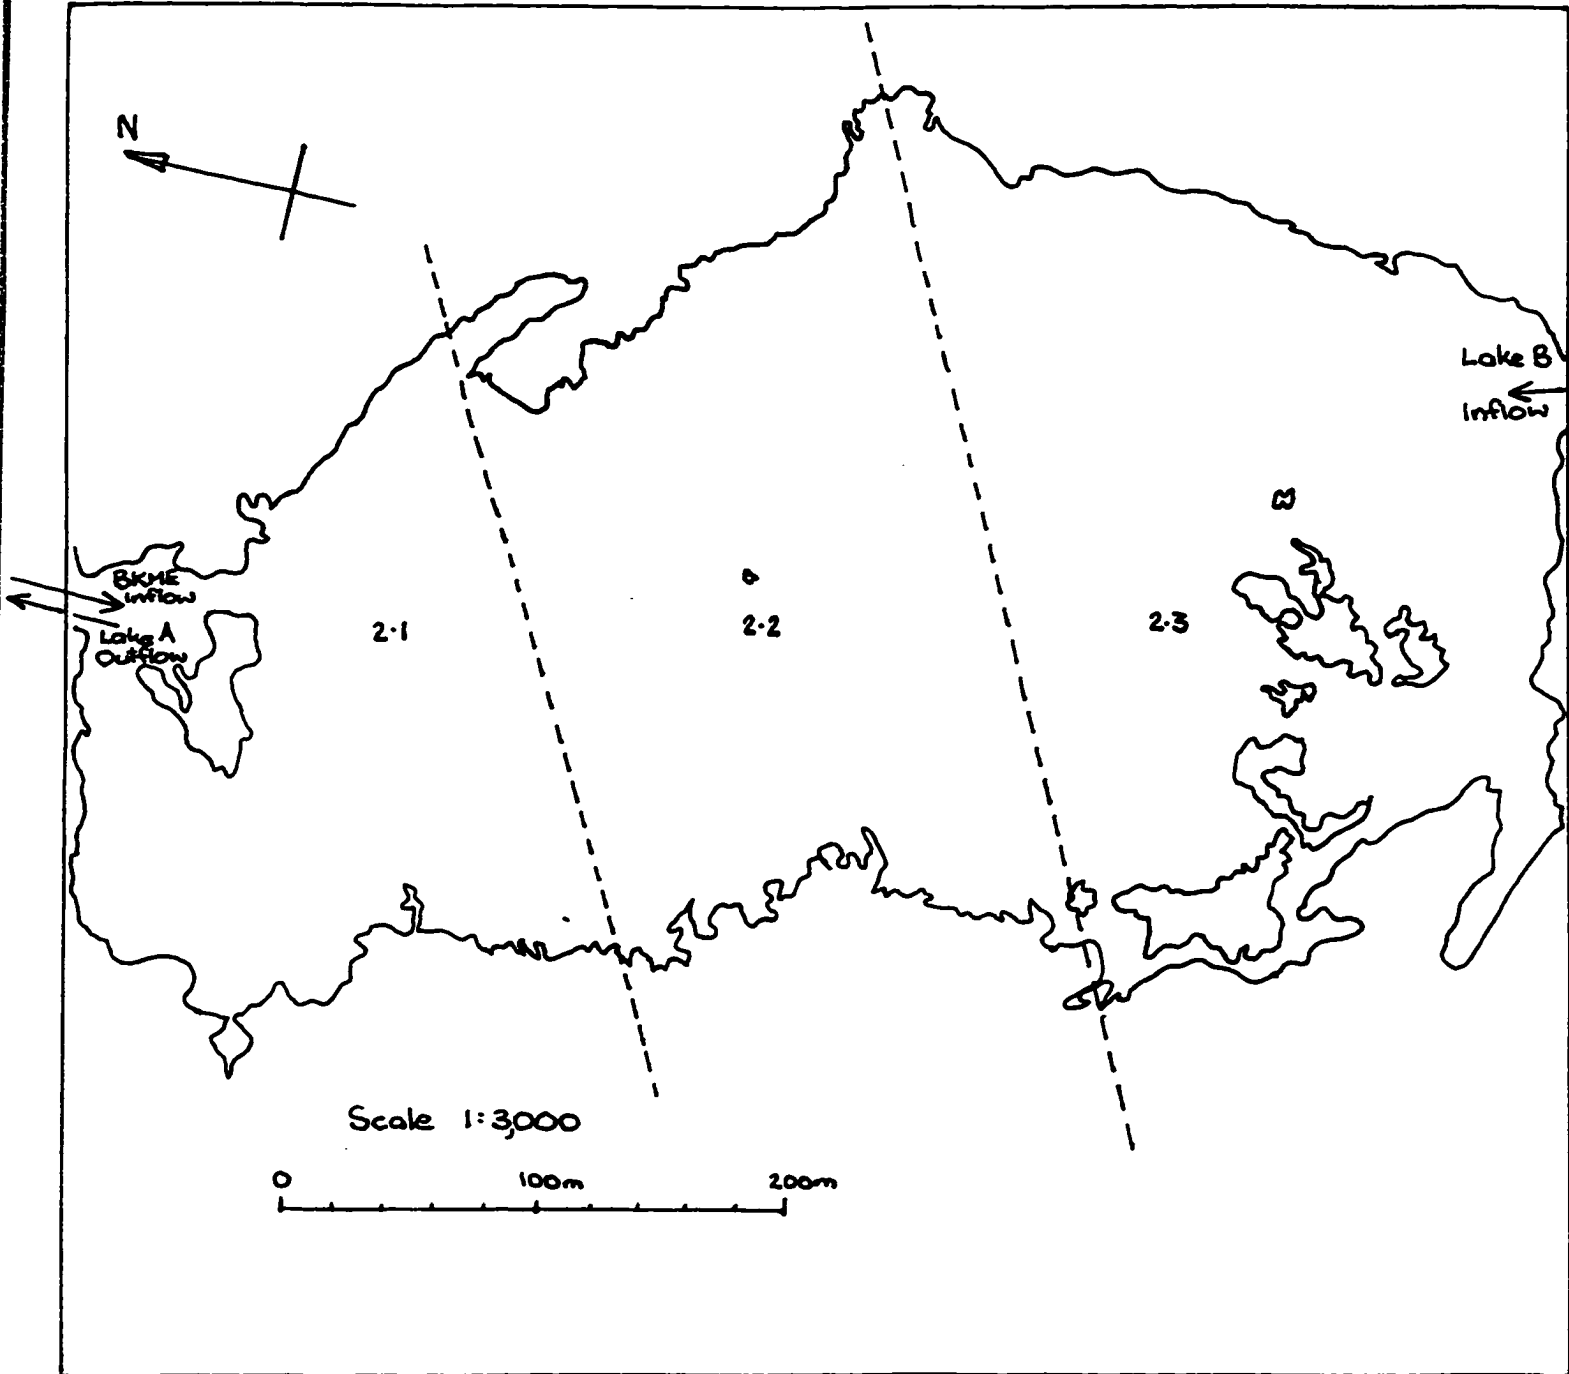 N
Lake B
Inflow
BKME
inflow
Lake A
Outflow
2·1
2·2
2·3
Scale 1:3,000
0 100m 200m